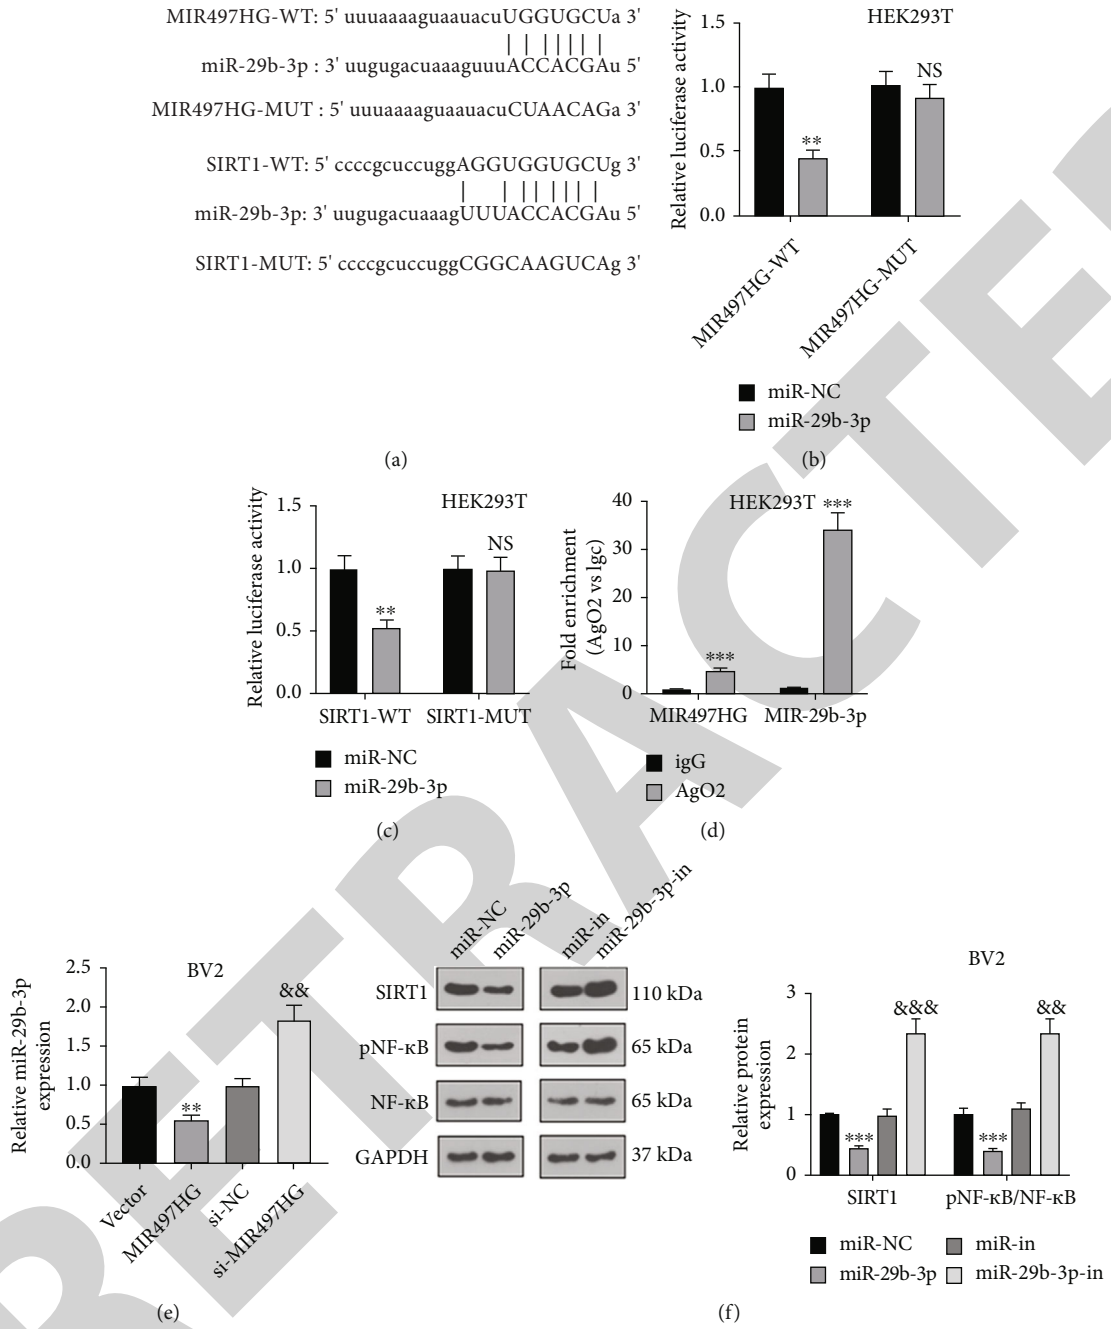 MIR497HG-WT: 5' uuuaaaaguaauacuUGGUGCUa 3'
miR-29b-3p : 3' uugugacuaaaguuuACCACGAu 5'
MIR497HG-MUT : 5' uuuaaaaguaauacuCUAACAGa 3'
SIRT1-WT: 5' ccccgcuccuggAGGUGGUGCUg 3'
miR-29b-3p: 3' uugugacuaaagUUUACCACGAu 5'
SIRT1-MUT: 5' ccccgcuccuggCGGCAAGUCAg 3'
(a)
HEK293T
Relative luciferase activity
1.5
1.0
0.5
0.0
**
NS
MIR497HG-WT
MIR497HG-MUT
miR-NC
miR-29b-3p
(b)
HEK293T
Relative luciferase activity
1.5
1.0
0.5
0.0
**
NS
SIRT1-WT
SIRT1-MUT
miR-NC
miR-29b-3p
(c)
HEK293T
Fold enrichment
(AgO2 vs lgc)
40
30
20
10
0
***
***
MIR497HG
MIR-29b-3p
igG
AgO2
(d)
BV2
Relative miR-29b-3p
expression
2.5
2.0
1.5
1.0
0.5
0.0
**
&&
Vector
MIR497HG
si-NC
si-MIR497HG
(e)
miR-NC
miR-29b-3p
miR-in
miR-29b-3p-in
SIRT1
110 kDa
pNF-κB
65 kDa
NF-κB
65 kDa
GAPDH
37 kDa
BV2
Relative protein
expression
3
2
1
0
***
&&&
***
&&
SIRT1
pNF-κB/NF-κB
miR-NC
miR-in
miR-29b-3p
miR-29b-3p-in
(f)
RETRACTED